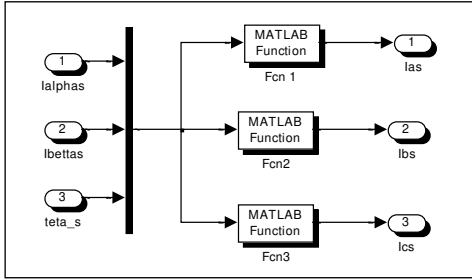 1
Ialphas
2
Ibettas
3
teta_s
MATLAB
Function
Fcn 1
MATLAB
Function
Fcn2
MATLAB
Function
Fcn3
1
Ias
2
Ibs
3
Ics